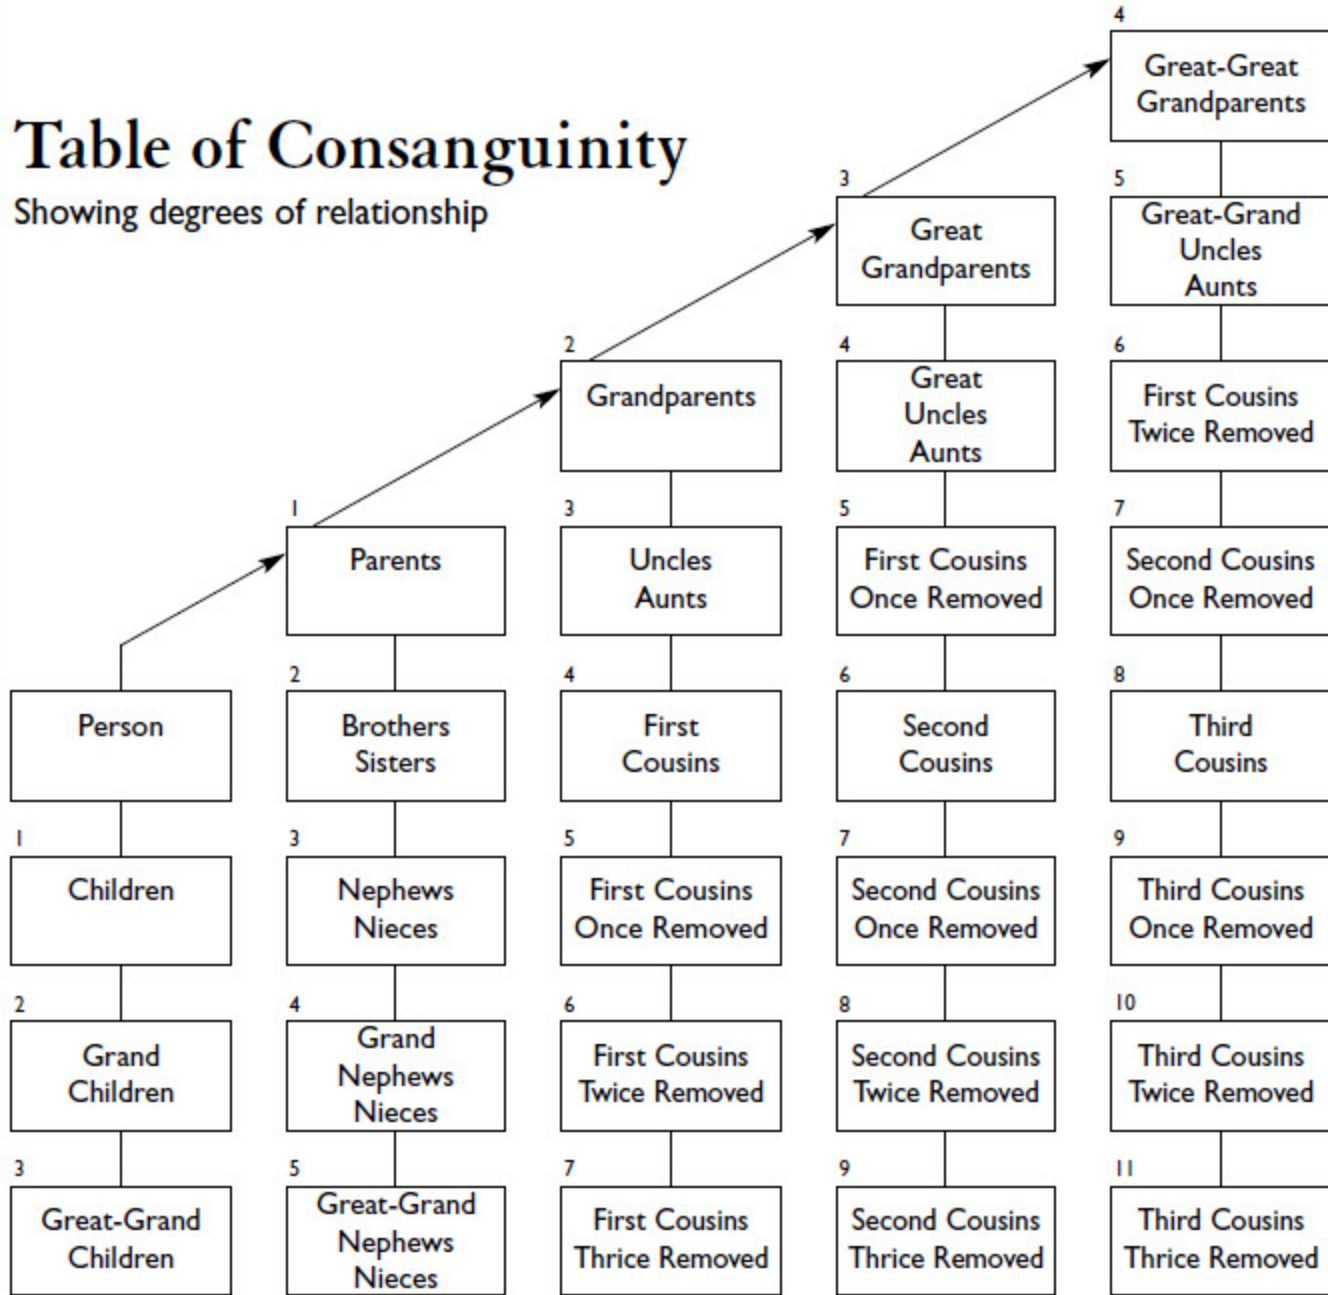 Table of Consanguinity
Showing degrees of relationship
4
Great-Great
Grandparents
3
Great
Grandparents
5
Great-Grand
Uncles
Aunts
2
Grandparents
4
Great
Uncles
Aunts
6
First Cousins
Twice Removed
1
Parents
3
Uncles
Aunts
5
First Cousins
Once Removed
7
Second Cousins
Once Removed
Person
2
Brothers
Sisters
4
First
Cousins
6
Second
Cousins
8
Third
Cousins
1
Children
3
Nephews
Nieces
5
First Cousins
Once Removed
7
Second Cousins
Once Removed
9
Third Cousins
Once Removed
2
Grand
Children
4
Grand
Nephews
Nieces
6
First Cousins
Twice Removed
8
Second Cousins
Twice Removed
10
Third Cousins
Twice Removed
3
Great-Grand
Children
5
Great-Grand
Nephews
Nieces
7
First Cousins
Thrice Removed
9
Second Cousins
Thrice Removed
11
Third Cousins
Thrice Removed